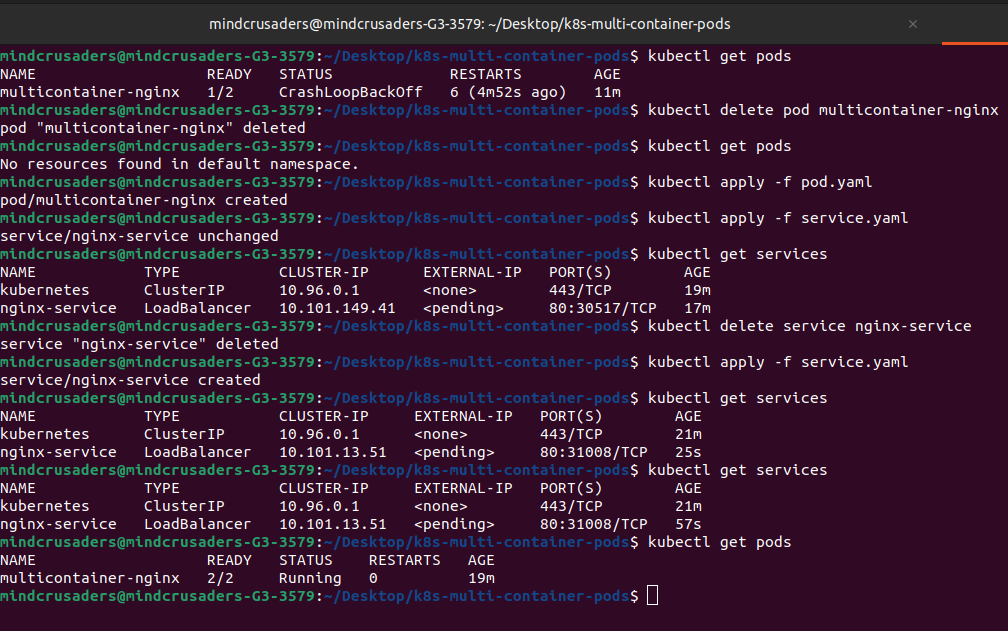 mindcrusaders@mindcrusaders-G3-3579: ~/Desktop/k8s-multi-container-pods ×
mindcrusaders@mindcrusaders-G3-3579:~/Desktop/k8s-multi-container-pods$ kubectl get pods
NAME READY STATUS RESTARTS AGE
multicontainer-nginx 1/2 CrashLoopBackOff 6 (4m52s ago) 11m
mindcrusaders@mindcrusaders-G3-3579:~/Desktop/k8s-multi-container-pods$ kubectl delete pod multicontainer-nginx
pod "multicontainer-nginx" deleted
mindcrusaders@mindcrusaders-G3-3579:~/Desktop/k8s-multi-container-pods$ kubectl get pods
No resources found in default namespace.
mindcrusaders@mindcrusaders-G3-3579:~/Desktop/k8s-multi-container-pods$ kubectl apply -f pod.yaml
pod/multicontainer-nginx created
mindcrusaders@mindcrusaders-G3-3579:~/Desktop/k8s-multi-container-pods$ kubectl apply -f service.yaml
service/nginx-service unchanged
mindcrusaders@mindcrusaders-G3-3579:~/Desktop/k8s-multi-container-pods$ kubectl get services
NAME TYPE CLUSTER-IP EXTERNAL-IP PORT(S) AGE
kubernetes ClusterIP 10.96.0.1 <none> 443/TCP 19m
nginx-service LoadBalancer 10.101.149.41 <pending> 80:30517/TCP 17m
mindcrusaders@mindcrusaders-G3-3579:~/Desktop/k8s-multi-container-pods$ kubectl delete service nginx-service
service "nginx-service" deleted
mindcrusaders@mindcrusaders-G3-3579:~/Desktop/k8s-multi-container-pods$ kubectl apply -f service.yaml
service/nginx-service created
mindcrusaders@mindcrusaders-G3-3579:~/Desktop/k8s-multi-container-pods$ kubectl get services
NAME TYPE CLUSTER-IP EXTERNAL-IP PORT(S) AGE
kubernetes ClusterIP 10.96.0.1 <none> 443/TCP 21m
nginx-service LoadBalancer 10.101.13.51 <pending> 80:31008/TCP 25s
mindcrusaders@mindcrusaders-G3-3579:~/Desktop/k8s-multi-container-pods$ kubectl get services
NAME TYPE CLUSTER-IP EXTERNAL-IP PORT(S) AGE
kubernetes ClusterIP 10.96.0.1 <none> 443/TCP 21m
nginx-service LoadBalancer 10.101.13.51 <pending> 80:31008/TCP 57s
mindcrusaders@mindcrusaders-G3-3579:~/Desktop/k8s-multi-container-pods$ kubectl get pods
NAME READY STATUS RESTARTS AGE
multicontainer-nginx 2/2 Running 0 19m
mindcrusaders@mindcrusaders-G3-3579:~/Desktop/k8s-multi-container-pods$